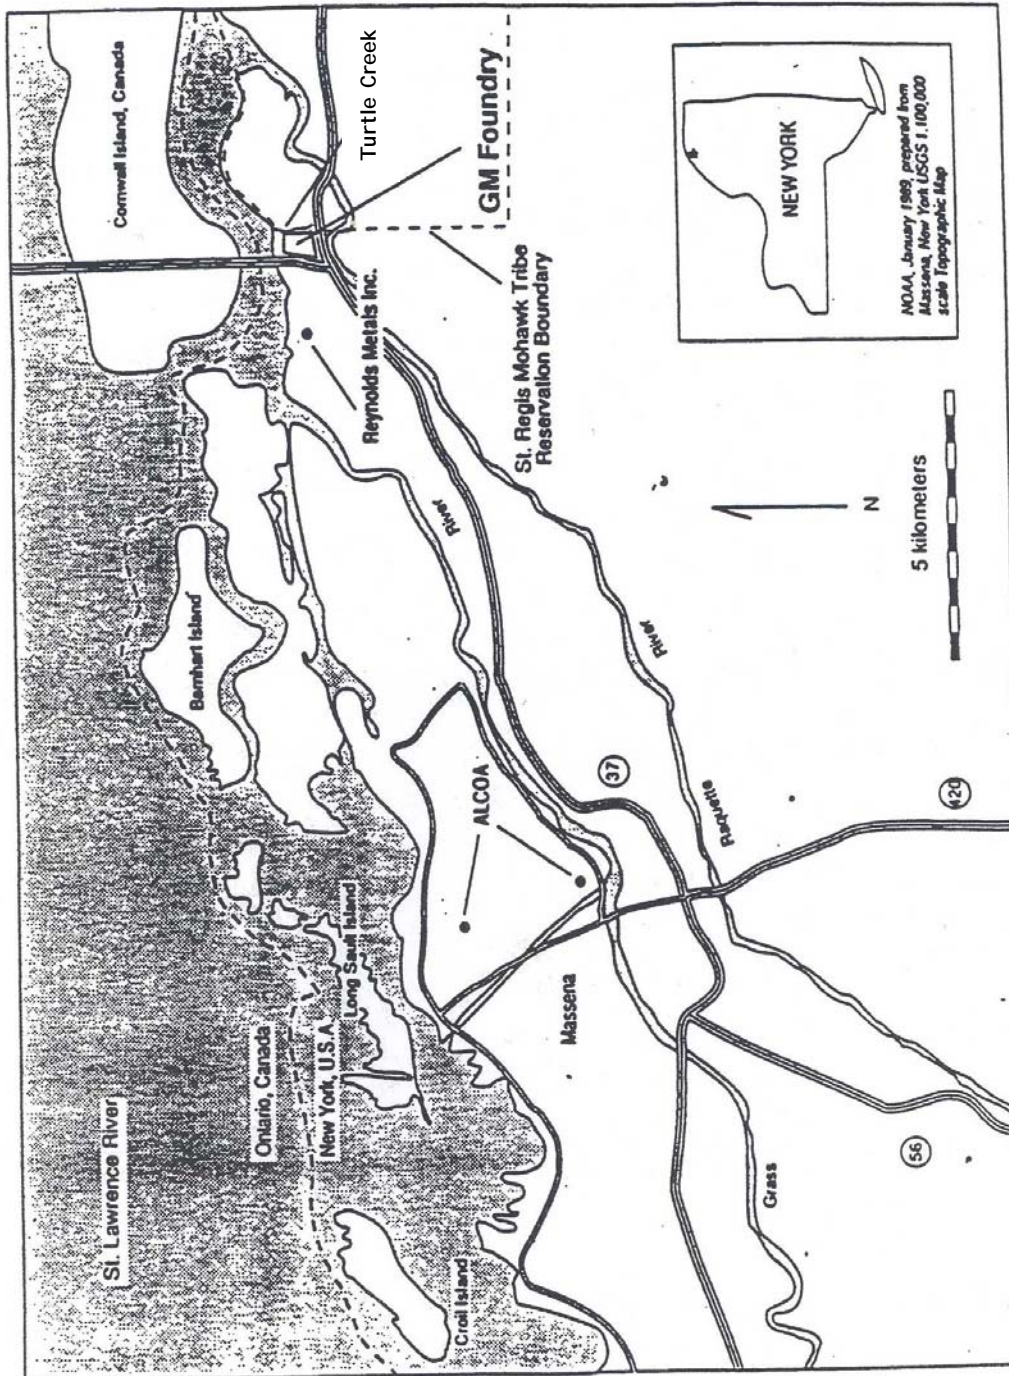 St. Lawrence River
Cornwall Island, Canada
Barnhart Island
Ontario, Canada
New York, U.S.A.
Long Sault Island
Croil Island
Turtle Creek
GM Foundry
Reynolds Metals Inc.
St. Regis Mohawk Tribe
Reservation Boundary
ALCOA
River
37
River
Massena
Raquette
420
Grass
56
N
5 kilometers
NEW YORK
NOAA, January 1989, prepared from
Massena, New York USGS 1:100,000
scale Topographic Map